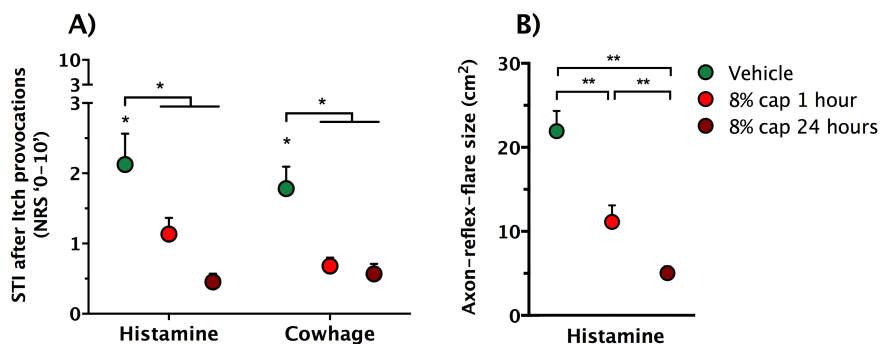 A)
STI after Itch provocations
(NRS ‘0–10’)
10
3
3
2
1
0
*
*
*
*
Histamine
Cowhage
B)
Axon-reflex-flare size (cm²)
30
20
10
0
**
**
**
Histamine
Vehicle
8% cap 1 hour
8% cap 24 hours